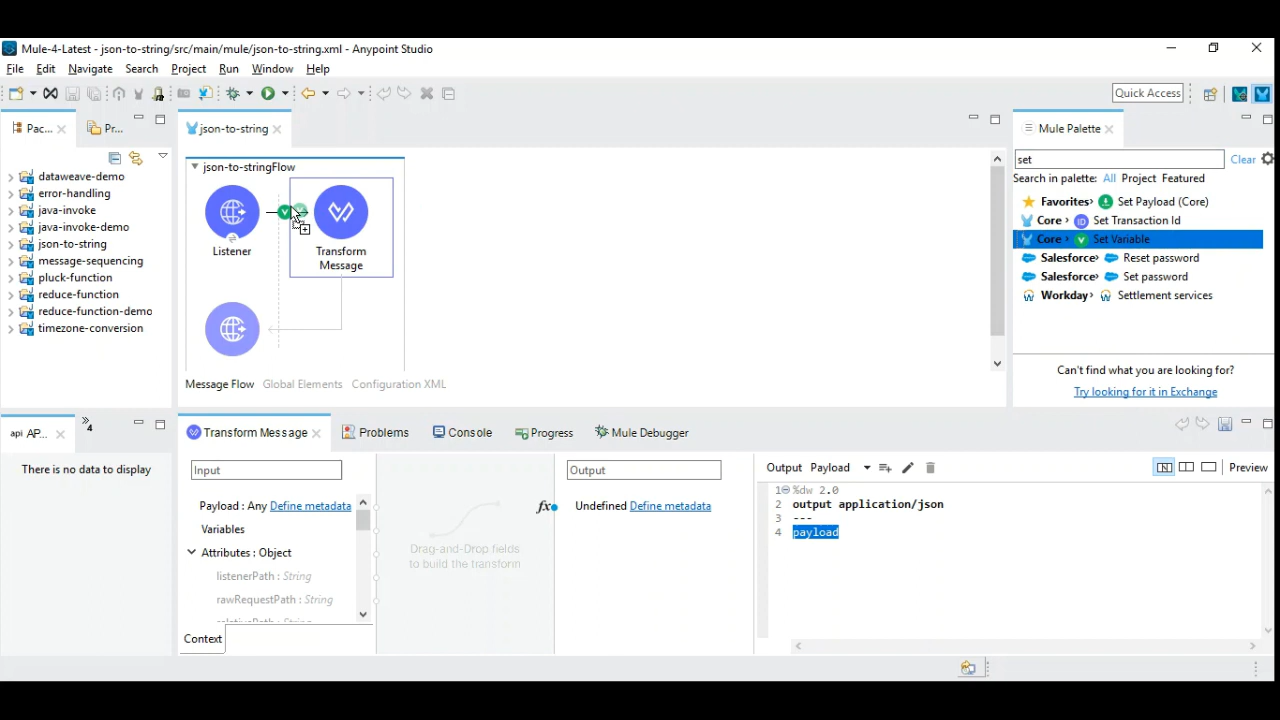 Mule-4-Latest - json-to-string/src/main/mule/json-to-string.xml - Anypoint Studio
File Edit Navigate Search Project Run Window Help
Quick Access
Pac...
Pr...
json-to-string
Mule Palette
dataweave-demo
error-handling
java-invoke
java-invoke-demo
json-to-string
message-sequencing
pluck-function
reduce-function
reduce-function-demo
timezone-conversion
json-to-stringFlow
Listener
Transform
Message
Message Flow Global Elements Configuration XML
set
Clear
Search in palette: All Project Featured
Favorites› Set Payload (Core)
Core › Set Transaction Id
Core › Set Variable
Salesforce› Reset password
Salesforce› Set password
Workday› Settlement services
Can't find what you are looking for?
Try looking for it in Exchange
api AP...
»4
There is no data to display
Transform Message
Problems
Console
Progress
Mule Debugger
Input
Payload : Any Define metadata
Variables
Attributes : Object
listenerPath : String
rawRequestPath : String
Context
Drag-and-Drop fields
to build the transform
fx
Output
Undefined Define metadata
Output Payload
Preview
1 %dw 2.0
2 output application/json
3 ---
4 payload